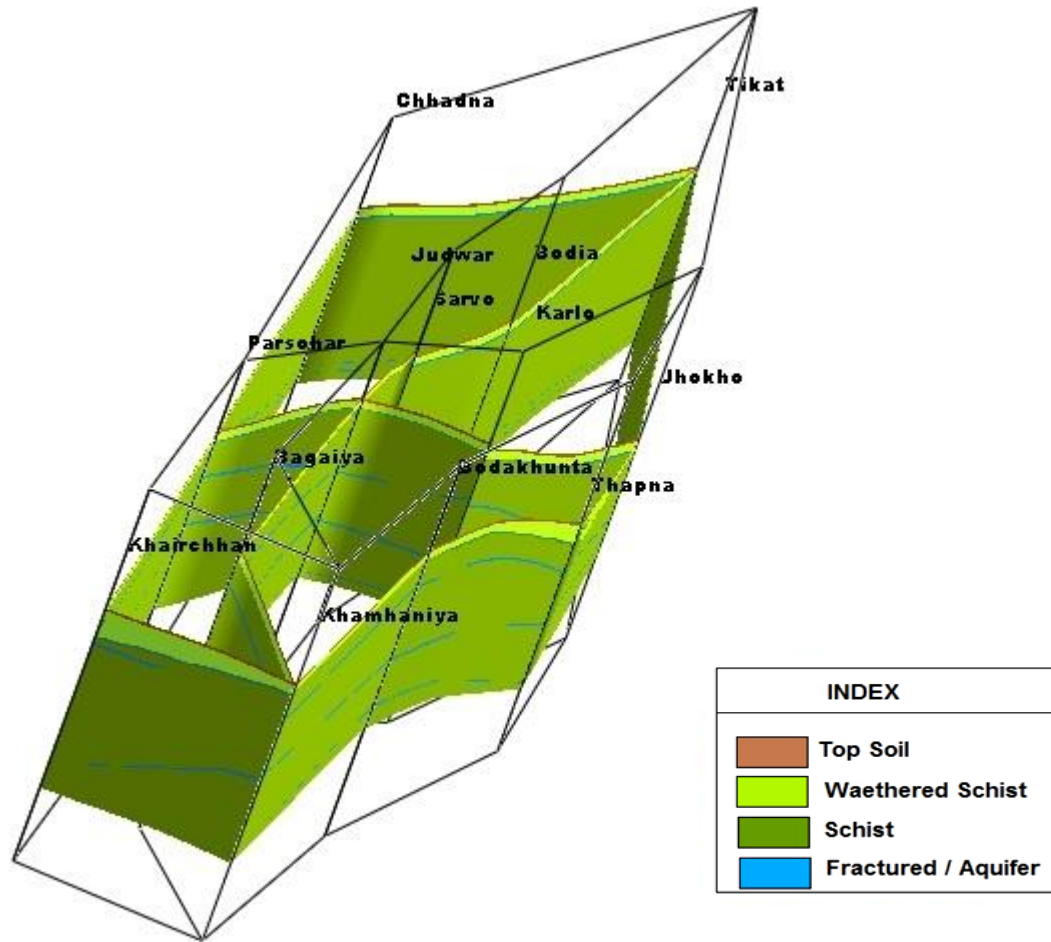 Tikat
Chhadna
Judwar
Bodia
Sarvo
Karlo
Parsohar
Jhokho
Bagaiya
Godakhunta
Thapna
Khairchhan
Khamhaniya
INDEX
Top Soil
Waethered Schist
Schist
Fractured / Aquifer